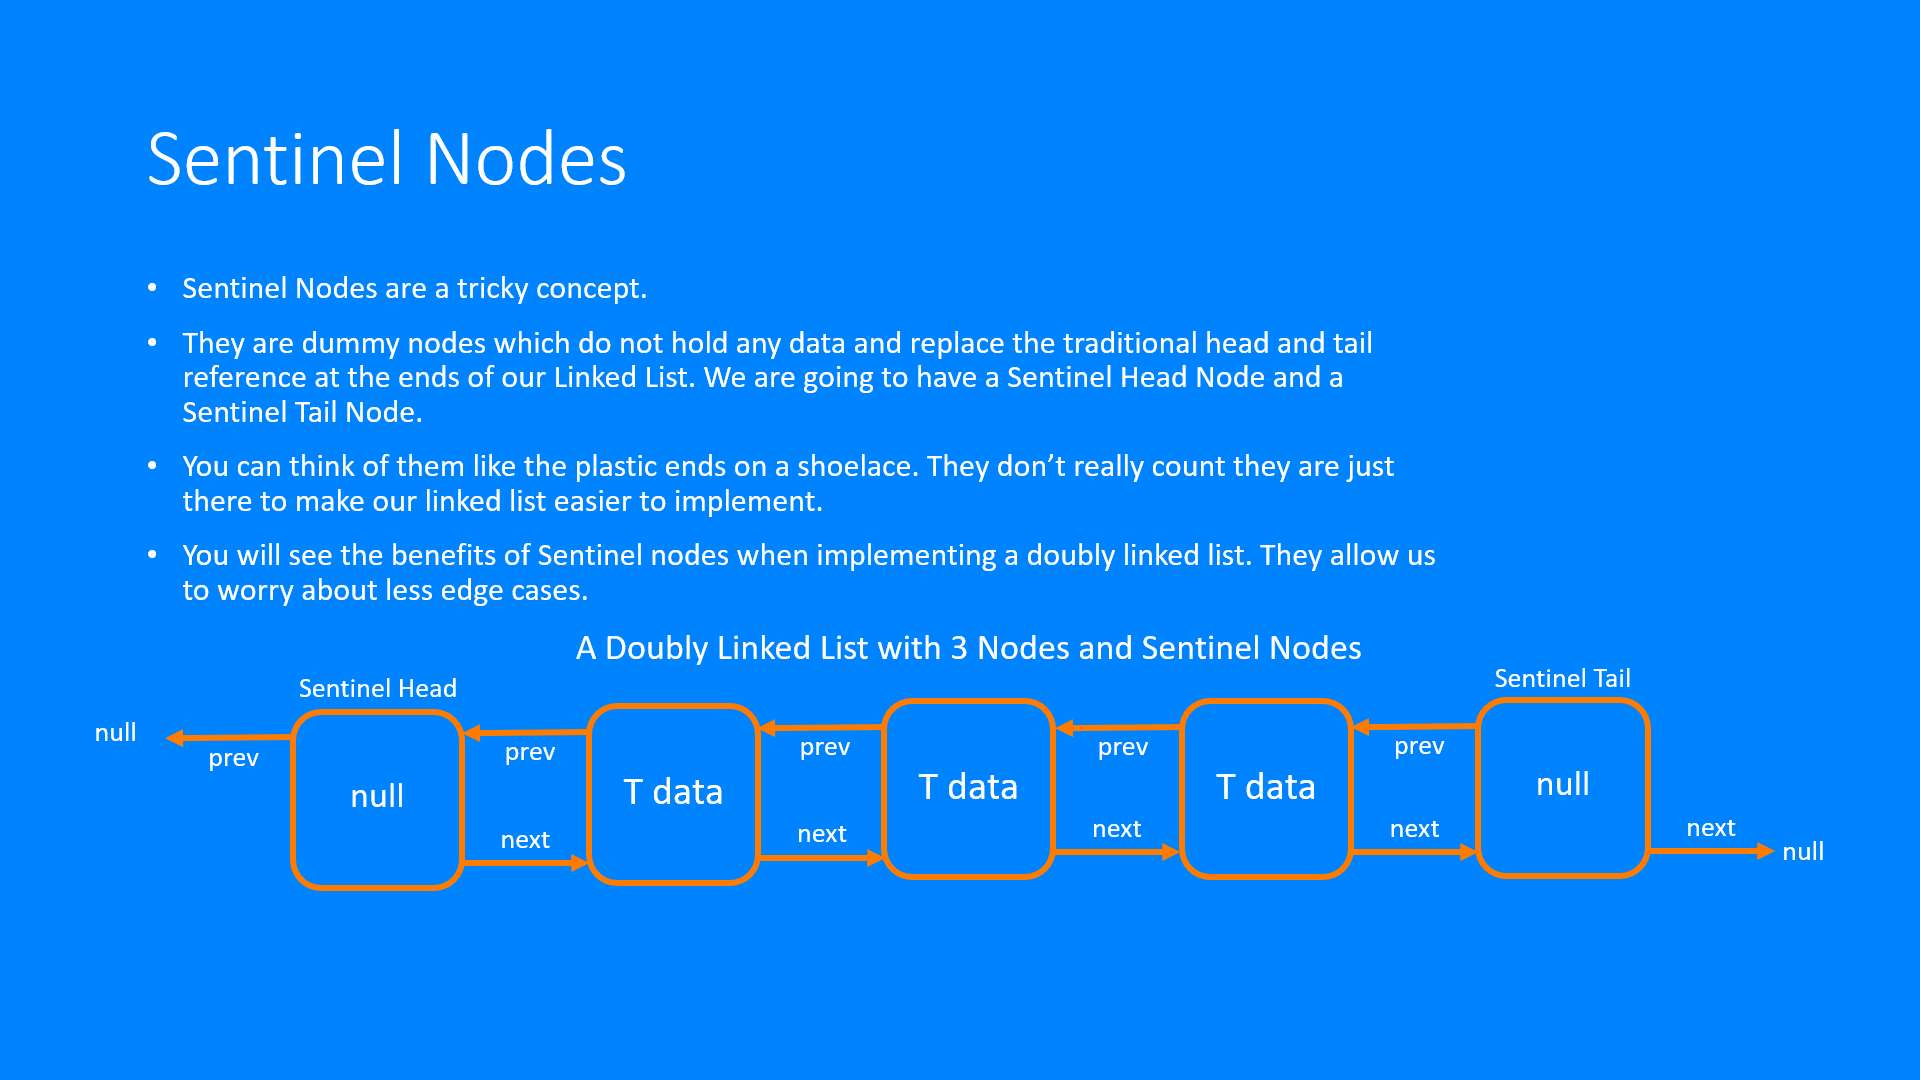 Sentinel Nodes
• Sentinel Nodes are a tricky concept.
• They are dummy nodes which do not hold any data and replace the traditional head and tail
reference at the ends of our Linked List. We are going to have a Sentinel Head Node and a
Sentinel Tail Node.
• You can think of them like the plastic ends on a shoelace. They don’t really count they are just
there to make our linked list easier to implement.
• You will see the benefits of Sentinel nodes when implementing a doubly linked list. They allow us
to worry about less edge cases.
A Doubly Linked List with 3 Nodes and Sentinel Nodes
Sentinel Head
Sentinel Tail
null
prev
prev
prev
prev
prev
null
T data
T data
T data
null
next
next
next
next
next
null